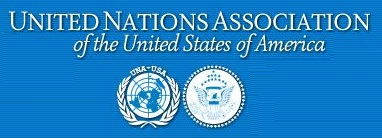 UNITED NATIONS ASSOCIATION
of the United States of America
UNA-USA